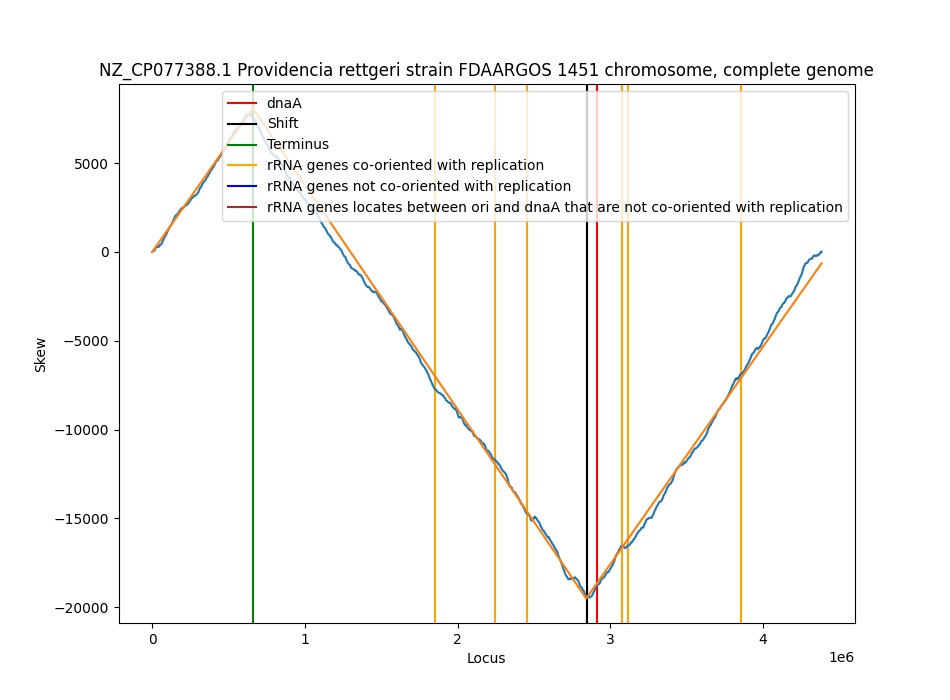 NZ_CP077388.1 Providencia rettgeri strain FDAARGOS 1451 chromosome, complete genome
dnaA
Shift
Terminus
rRNA genes co-oriented with replication
rRNA genes not co-oriented with replication
rRNA genes locates between ori and dnaA that are not co-oriented with replication
5000
0
−5000
−10000
−15000
−20000
Skew
0 1 2 3 4
1e6
Locus